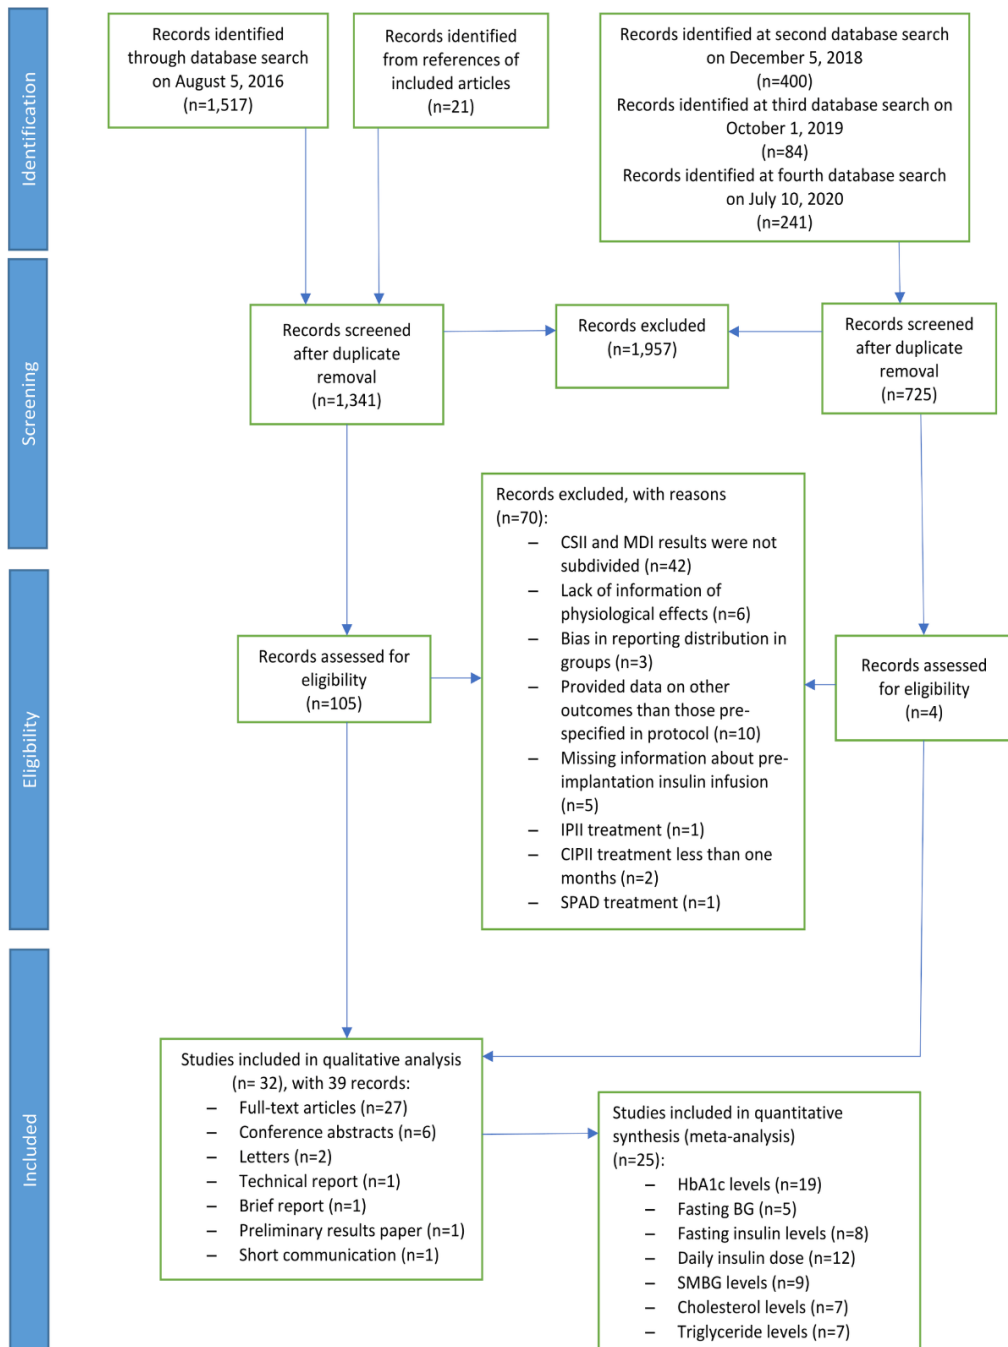 Identification
Records identified
through database search
on August 5, 2016
(n=1,517)
Records identified
from references of
included articles
(n=21)
Records identified at second database search
on December 5, 2018
(n=400)
Records identified at third database search on
October 1, 2019
(n=84)
Records identified at fourth database search
on July 10, 2020
(n=241)
Screening
Records screened
after duplicate
removal
(n=1,341)
Records excluded
(n=1,957)
Records screened
after duplicate
removal
(n=725)
Eligibility
Records assessed for
eligibility
(n=105)
Records excluded, with reasons
(n=70):
– CSII and MDI results were not
subdivided (n=42)
– Lack of information of
physiological effects (n=6)
– Bias in reporting distribution in
groups (n=3)
– Provided data on other
outcomes than those pre-
specified in protocol (n=10)
– Missing information about pre-
implantation insulin infusion
(n=5)
– IPII treatment (n=1)
– CIPII treatment less than one
months (n=2)
– SPAD treatment (n=1)
Records assessed
for eligibility
(n=4)
Included
Studies included in qualitative analysis
(n= 32), with 39 records:
– Full-text articles (n=27)
– Conference abstracts (n=6)
– Letters (n=2)
– Technical report (n=1)
– Brief report (n=1)
– Preliminary results paper (n=1)
– Short communication (n=1)
Studies included in quantitative
synthesis (meta-analysis)
(n=25):
– HbA1c levels (n=19)
– Fasting BG (n=5)
– Fasting insulin levels (n=8)
– Daily insulin dose (n=12)
– SMBG levels (n=9)
– Cholesterol levels (n=7)
– Triglyceride levels (n=7)